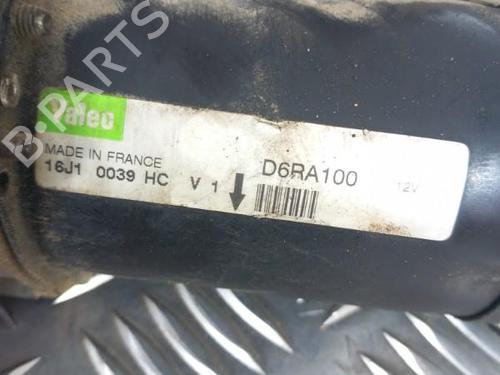 Valeo
MADE IN FRANCE
16J1 0039 HC V 1
D6RA100
12V
B-PARTS